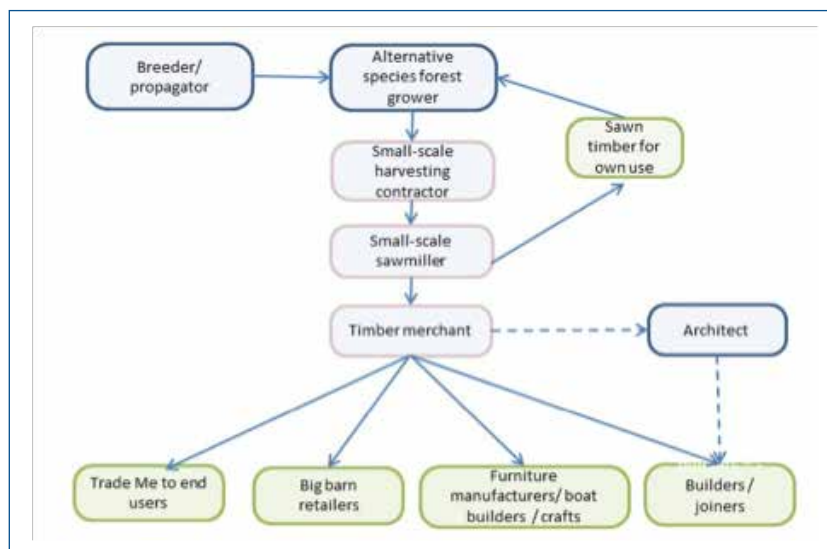 Breeder/
propagator
Alternative
species forest
grower
Sawn
timber for
own use
Small-scale
harvesting
contractor
Small-scale
sawmiller
Timber merchant
Architect
Trade Me to end
users
Big barn
retailers
Furniture
manufacturers/ boat
builders / crafts
Builders /
joiners